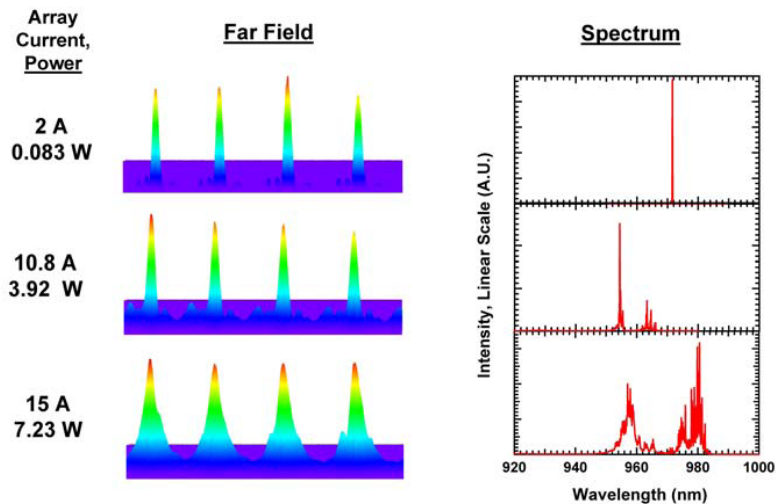 Array
Current,
Power
Far Field
Spectrum
2 A
0.083 W
10.8 A
3.92 W
15 A
7.23 W
Intensity, Linear Scale (A.U.)
920 940 960 980 1000
Wavelength (nm)